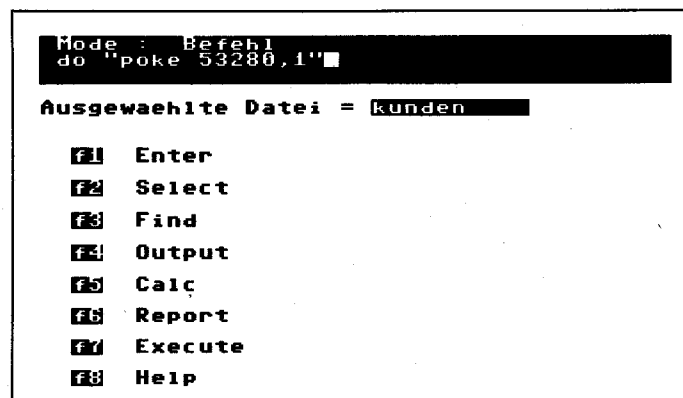 Mode : Befehl
do "poke 53280,1"
Ausgewaehlte Datei = kunden
f1 Enter
f2 Select
f3 Find
f4 Output
f5 Calc
f6 Report
f7 Execute
f8 Help